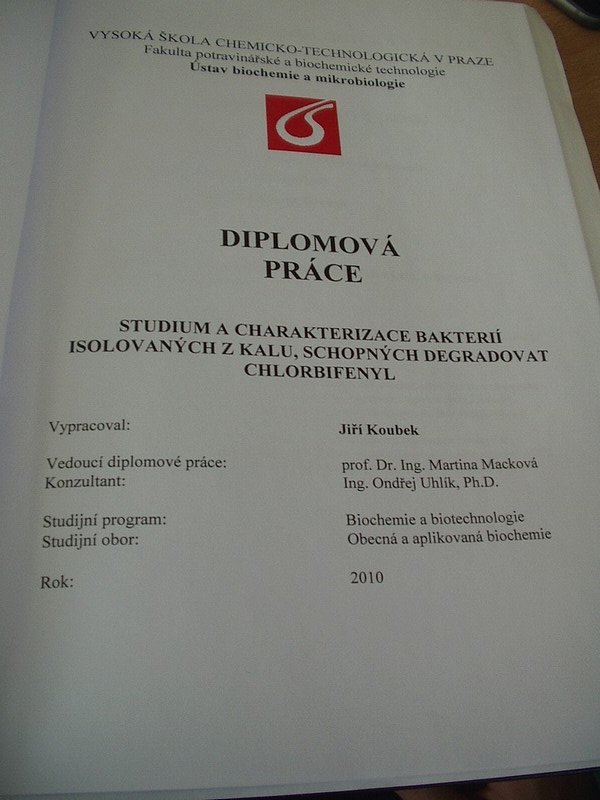 VYSOKÁ ŠKOLA CHEMICKO-TECHNOLOGICKÁ V PRAZE
Fakulta potravinářské a biochemické technologie
Ústav biochemie a mikrobiologie
DIPLOMOVÁ
PRÁCE
STUDIUM A CHARAKTERIZACE BAKTERIÍ
ISOLOVANÝCH Z KALU, SCHOPNÝCH DEGRADOVAT
CHLORBIFENYL
Vypracoval: Jiří Koubek
Vedoucí diplomové práce: prof. Dr. Ing. Martina Macková
Konzultant: Ing. Ondřej Uhlík, Ph.D.
Studijní program: Biochemie a biotechnologie
Studijní obor: Obecná a aplikovaná biochemie
Rok: 2010